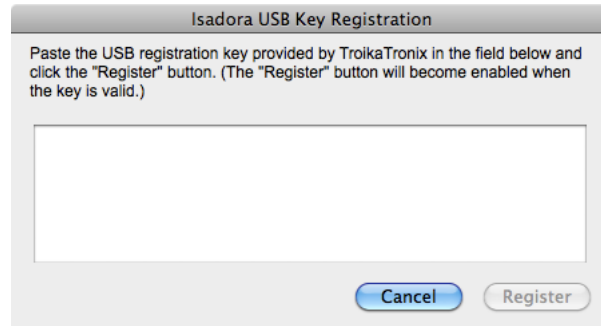 Isadora USB Key Registration
Paste the USB registration key provided by TroikaTronix in the field below and
click the "Register" button. (The "Register" button will become enabled when
the key is valid.)
Cancel Register